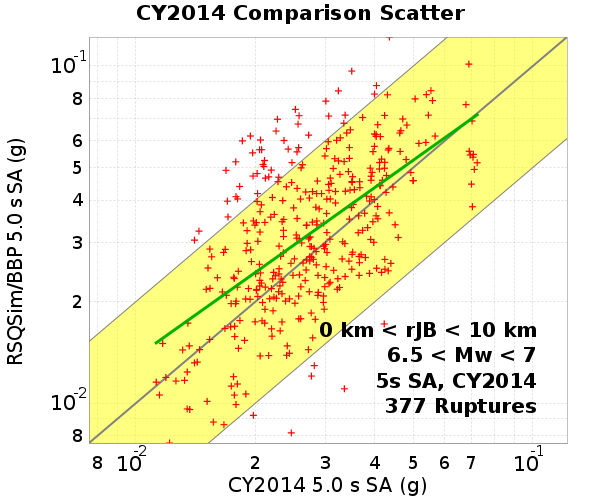 CY2014 Comparison Scatter
RSQSim/BBP 5.0 s SA (g)
10-1
8
6
5
4
3
2
10-2
8
0 km < rJB < 10 km
6.5 < Mw < 7
5s SA, CY2014
377 Ruptures
8 10-2 2 3 4 5 6 7 10-1
CY2014 5.0 s SA (g)